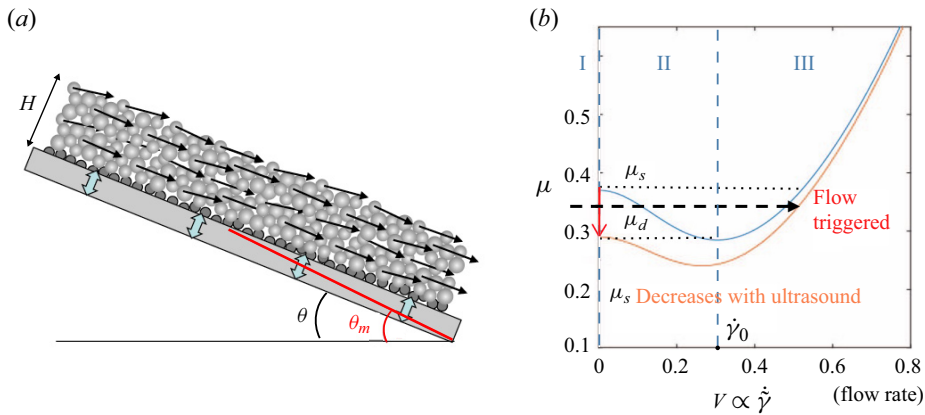 (a)
H
θ
θₘ
(b)
I
II
III
0.5
0.4
0.3
0.2
0.1
μ
μₛ
μ_d
Flow
triggered
μₛ Decreases with ultrasound
γ̇₀
0
0.2
0.4
0.6
0.8
V ∝ γ̃̇
(flow rate)